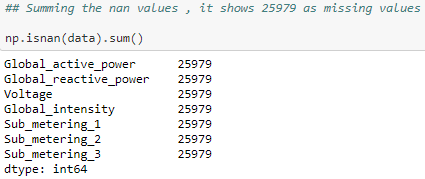 ## Summing the nan values , it shows 25979 as missing values
np.isnan(data).sum()
Global_active_power 25979
Global_reactive_power 25979
Voltage 25979
Global_intensity 25979
Sub_metering_1 25979
Sub_metering_2 25979
Sub_metering_3 25979
dtype: int64